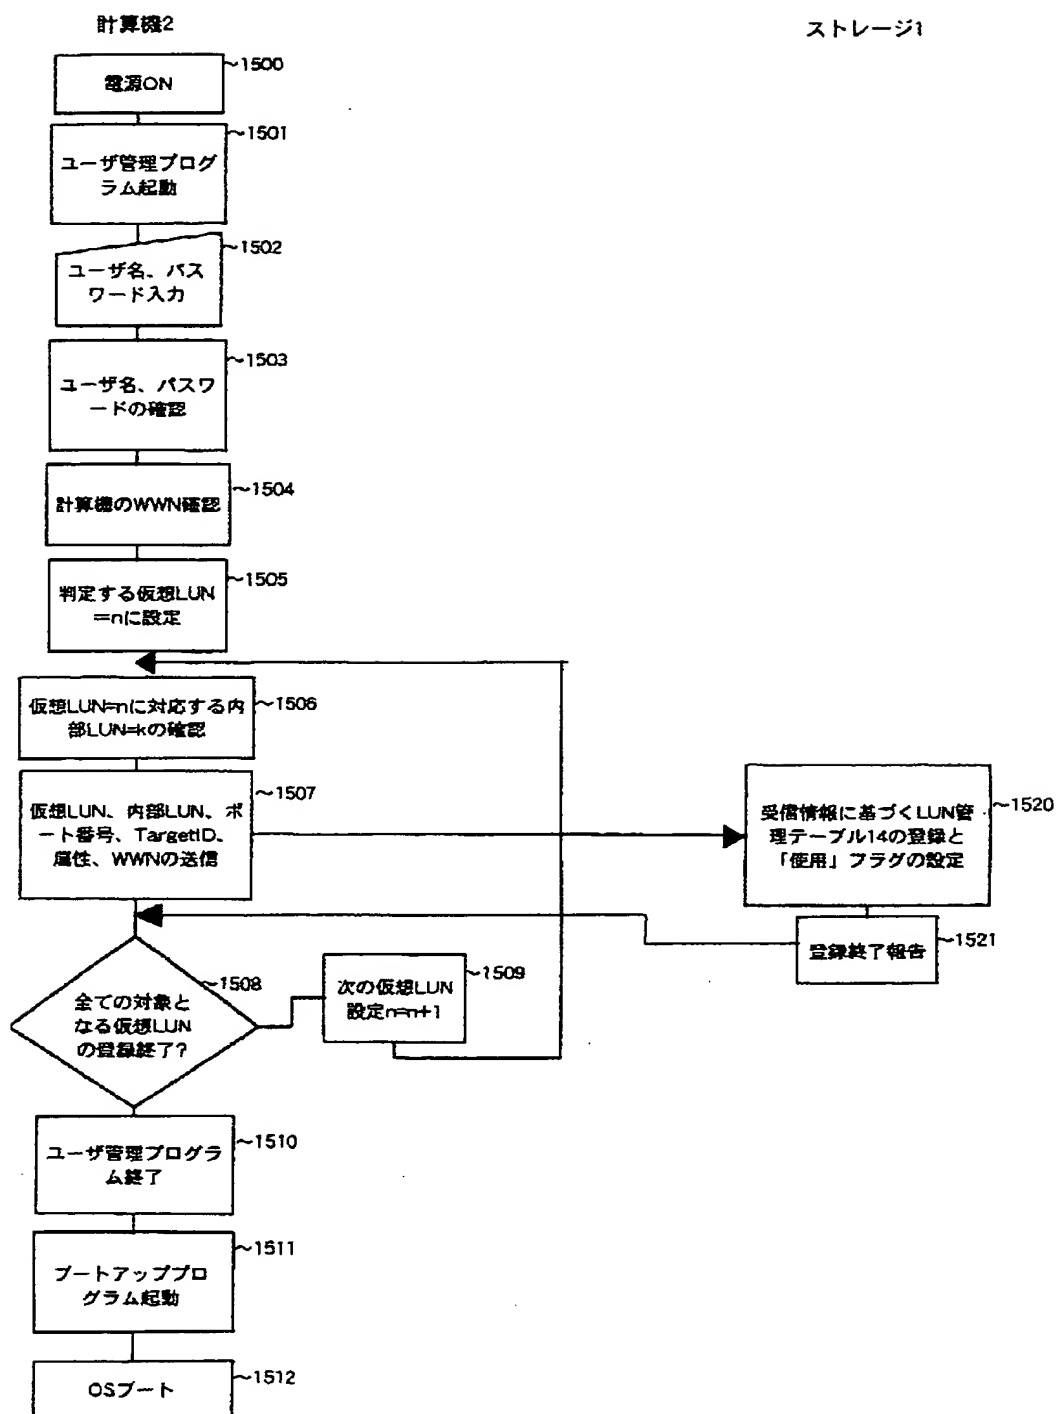 計算機2
ストレージ1
電源ON
~1500
ユーザ管理プログ
ラム起動
~1501
ユーザ名、パス
ワード入力
~1502
ユーザ名、パスワ
ードの確認
~1503
計算機のWWN確認
~1504
判定する仮想LUN
=nに設定
~1505
仮想LUN=nに対応する内
部LUN=kの確認
~1506
仮想LUN、内部LUN、ポ
ート番号、TargetID、
属性、WWNの送信
~1507
受信情報に基づくLUN管
理テーブル14の登録と
「使用」フラグの設定
~1520
登録終了報告
~1521
全ての対象と
なる仮想LUN
の登録終了?
~1508
次の仮想LUN
設定n=n+1
~1509
ユーザ管理プログラ
ム終了
~1510
ブートアッププロ
グラム起動
~1511
OSブート
~1512